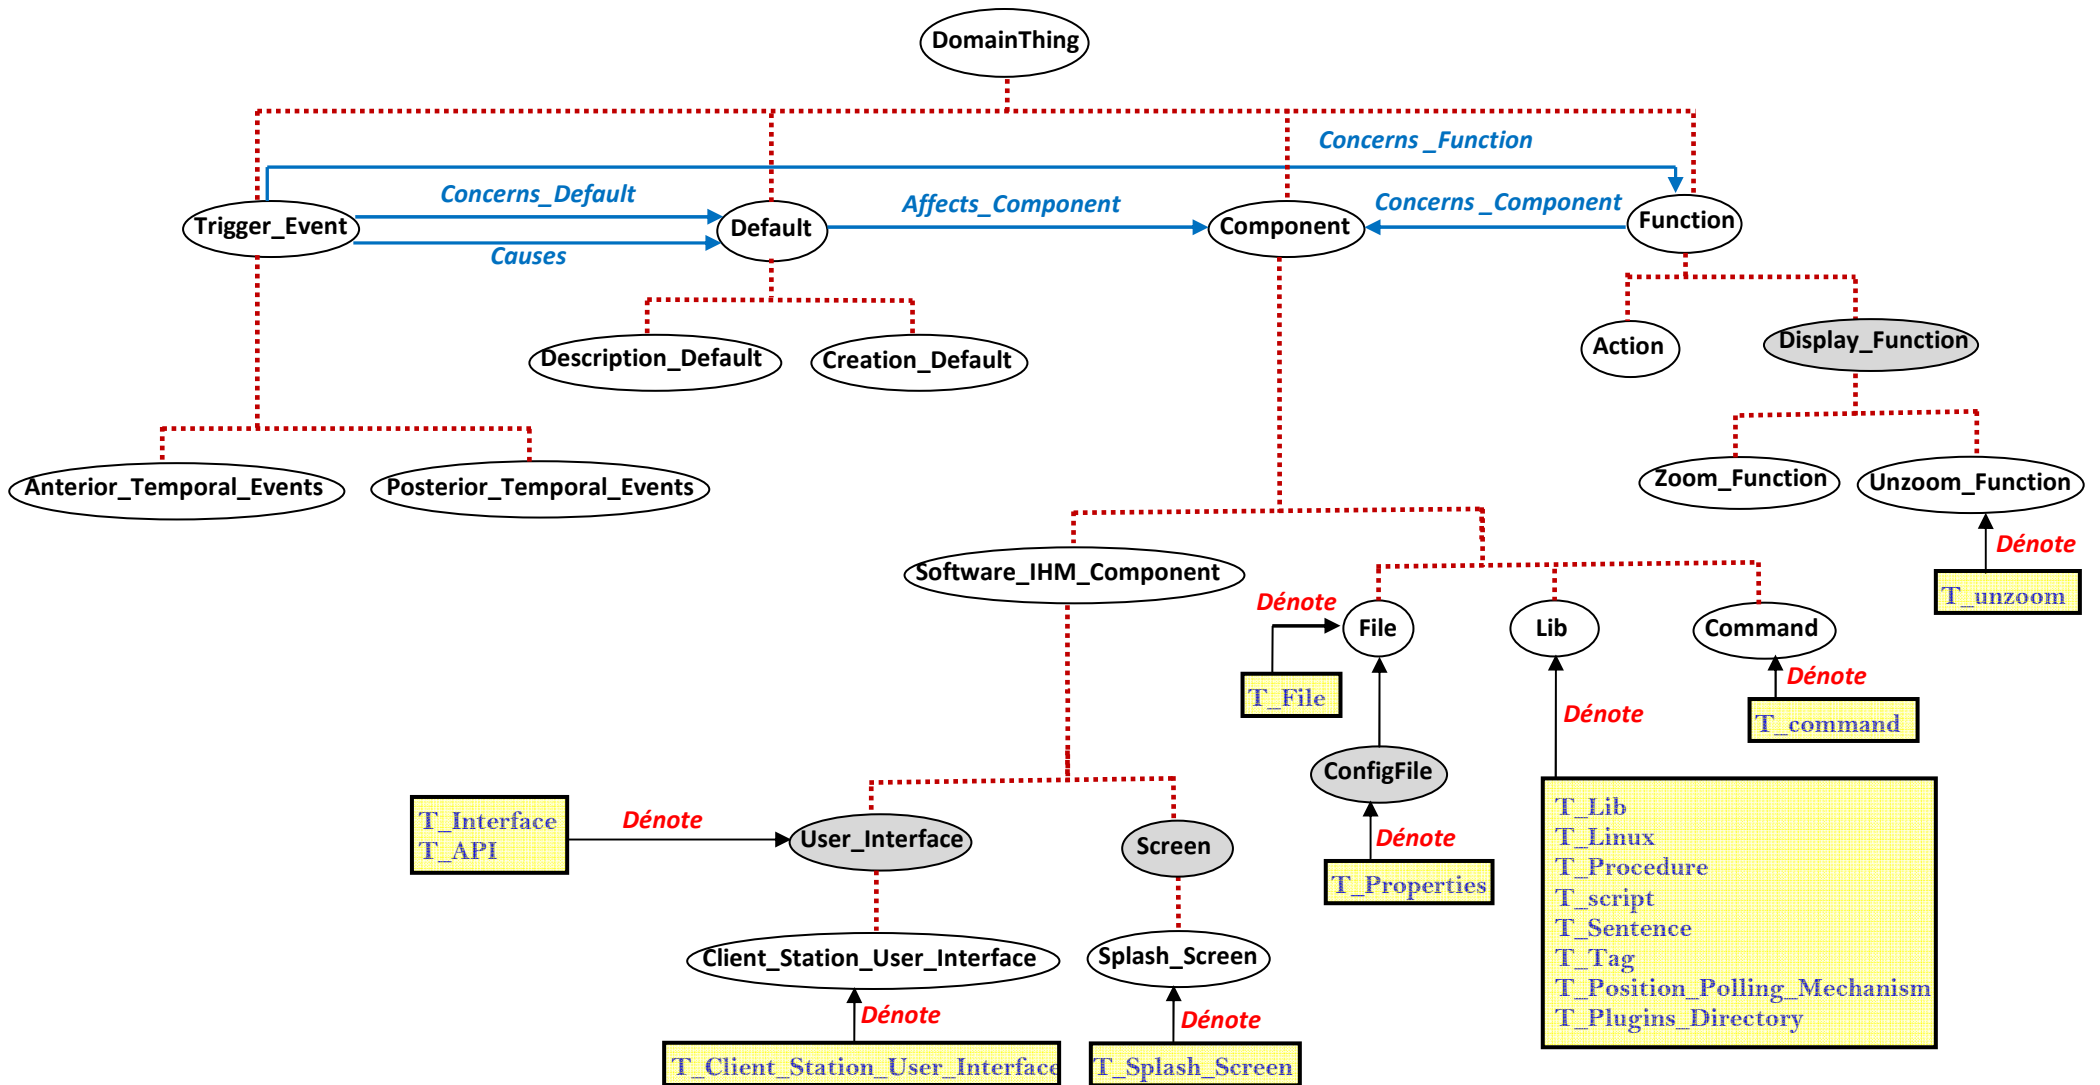 DomainThing
Concerns _Function
Concerns_Default
Affects_Component
Concerns _Component
Trigger_Event
Default
Component
Function
Causes
Description_Default
Creation_Default
Action
Display_Function
Anterior_Temporal_Events
Posterior_Temporal_Events
Zoom_Function
Unzoom_Function
Dénote
T_unzoom
Software_IHM_Component
Dénote
File
Lib
Command
T_File
Dénote
Dénote
T_command
ConfigFile
Dénote
T_Properties
T_Interface
T_API
Dénote
User_Interface
Screen
T_Lib
T_Linux
T_Procedure
T_script
T_Sentence
T_Tag
T_Position_Polling_Mechanism
T_Plugins_Directory
Client_Station_User_Interface
Splash_Screen
Dénote
Dénote
T_Client_Station_User_Interface
T_Splash_Screen